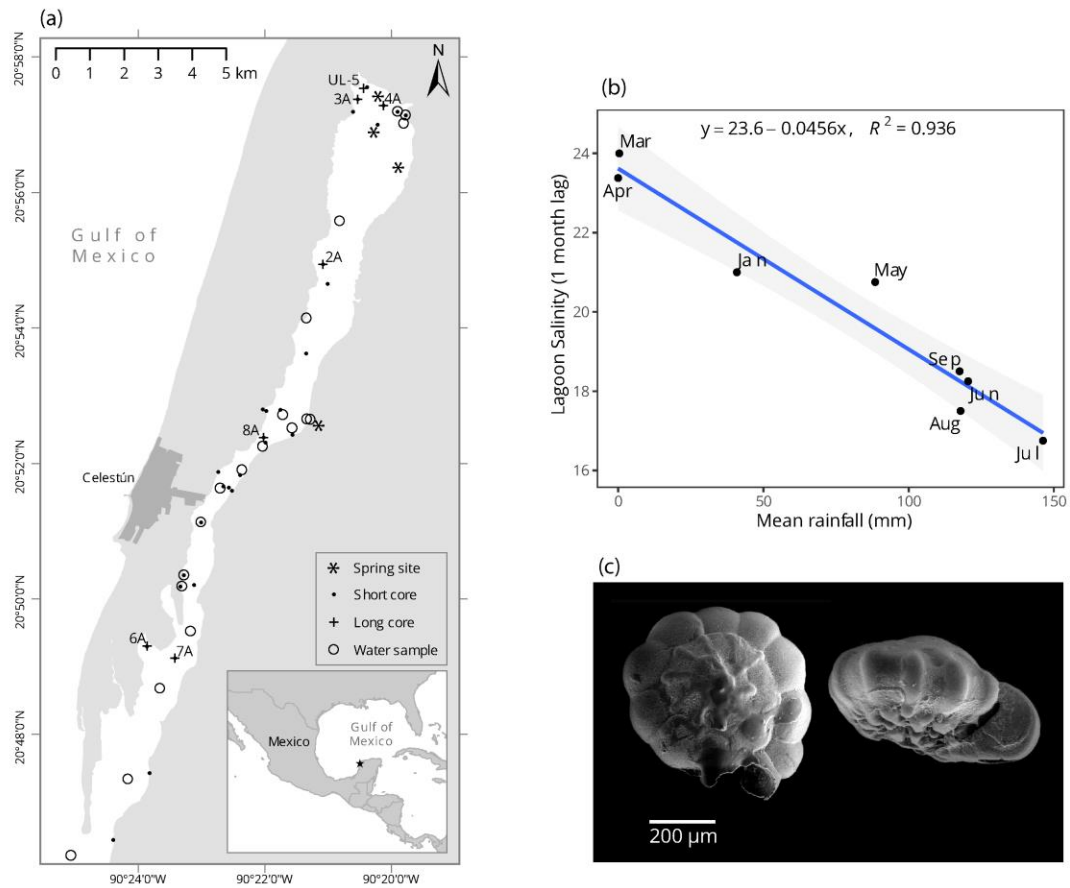 (a)
N
0 1 2 3 4 5 km
20°58'0"N
20°56'0"N
20°54'0"N
20°52'0"N
20°50'0"N
20°48'0"N
UL-5
3A
4A
Gulf of
Mexico
2A
8A
Celestún
6A
7A
Spring site
Short core
Long core
Water sample
Mexico
Gulf of
Mexico
90°24'0"W 90°22'0"W 90°20'0"W
(b)
y = 23.6 – 0.0456x, R² = 0.936
Lagoon Salinity (1 month lag)
24
22
20
18
16
Mar
Apr
Jan
May
Sep
Jun
Aug
Jul
0 50 100 150
Mean rainfall (mm)
(c)
200 µm